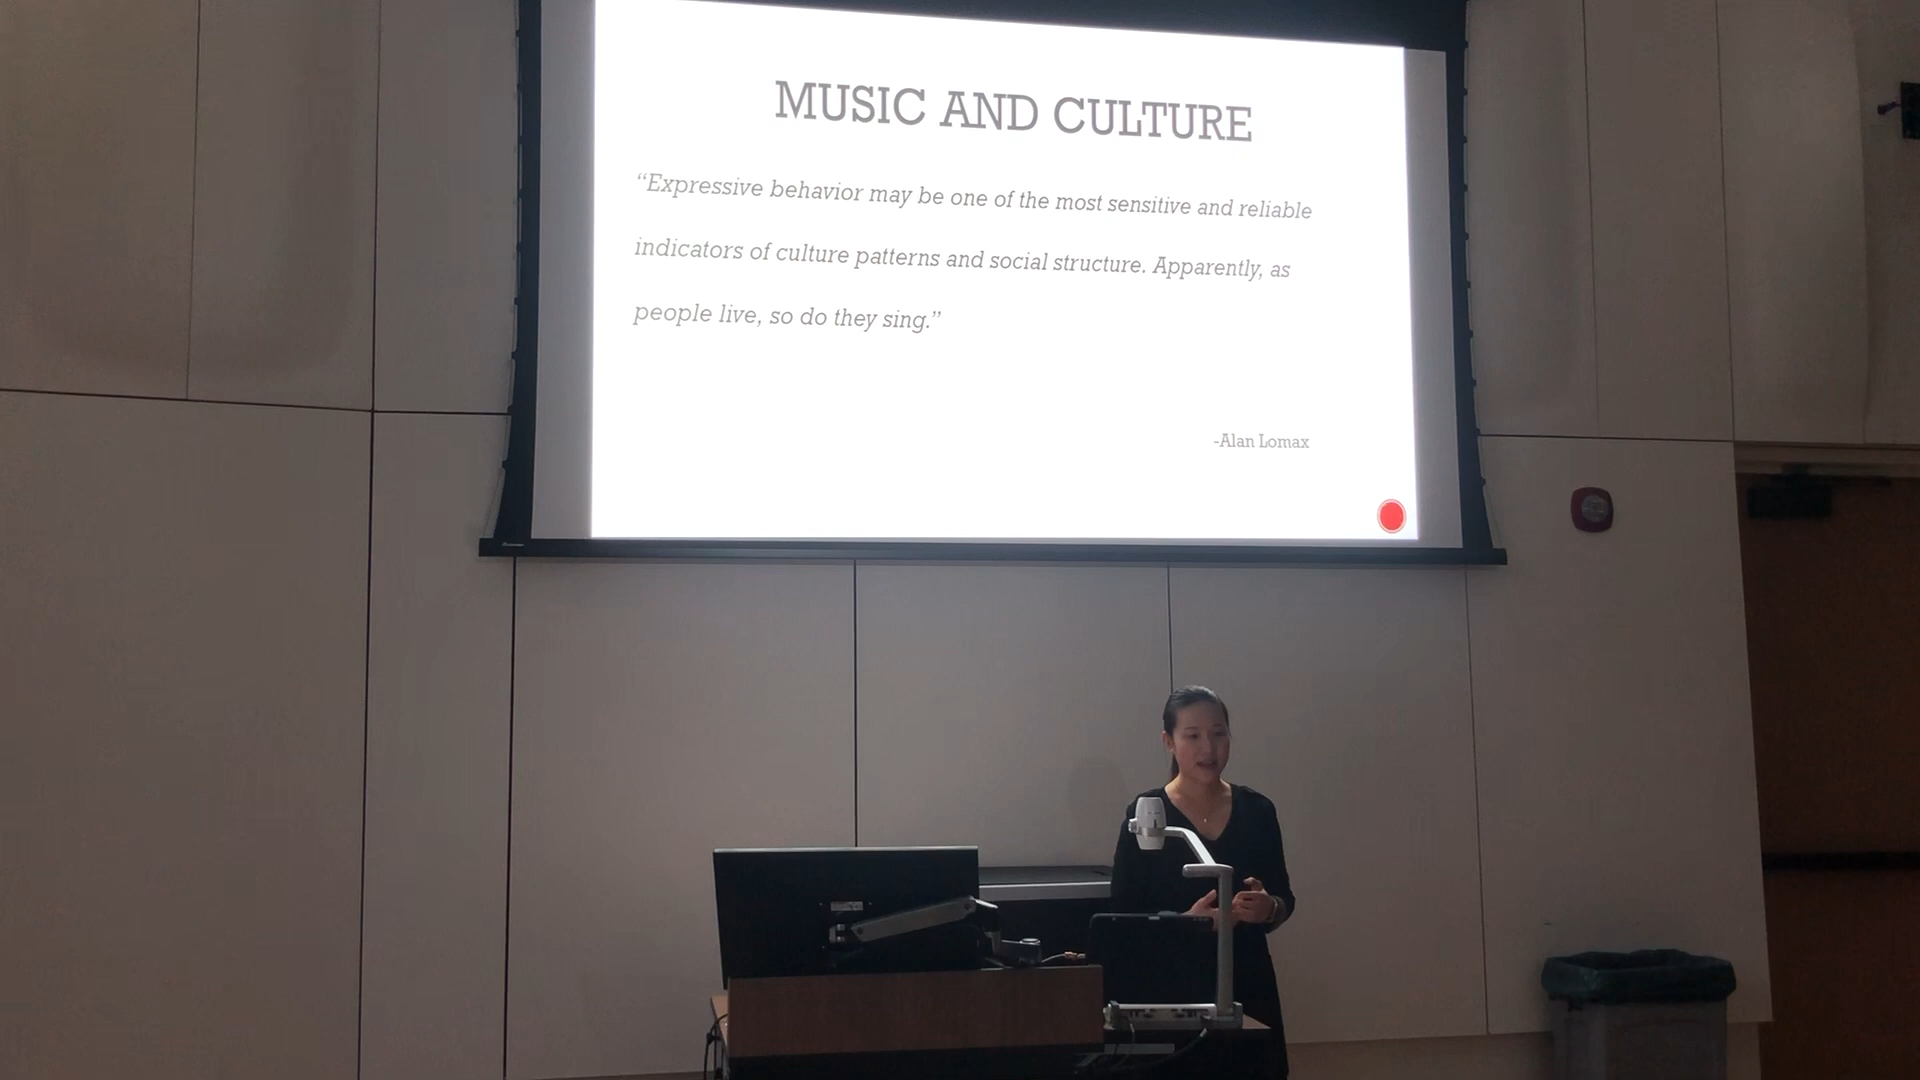 MUSIC AND CULTURE
“Expressive behavior may be one of the most sensitive and reliable
indicators of culture patterns and social structure. Apparently, as
people live, so do they sing.”
-Alan Lomax